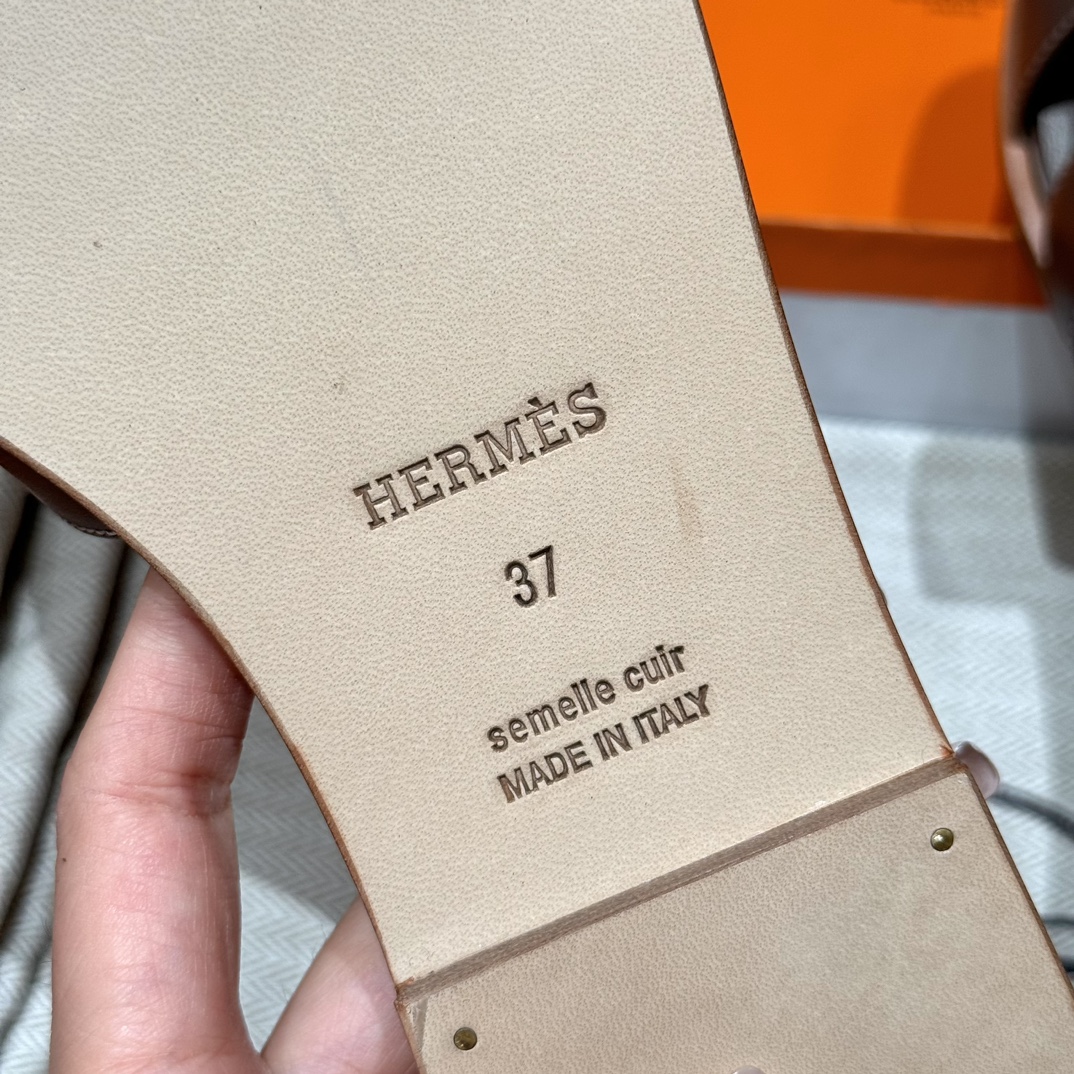 HERMÈS
37
semelle cuir
MADE IN ITALY